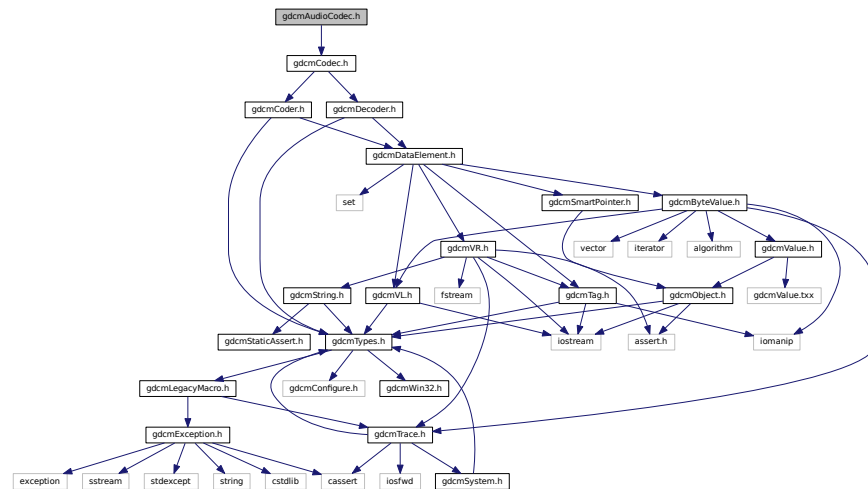 gdcmAudioCodec.h
gdcmCodec.h
gdcmCoder.h
gdcmDecoder.h
gdcmDataElement.h
set
gdcmSmartPointer.h
gdcmByteValue.h
gdcmVR.h
vector
iterator
algorithm
gdcmValue.h
gdcmString.h
gdcmVL.h
fstream
gdcmTag.h
gdcmObject.h
gdcmValue.txx
gdcmStaticAssert.h
gdcmTypes.h
iostream
assert.h
iomanip
gdcmLegacyMacro.h
gdcmConfigure.h
gdcmWin32.h
gdcmException.h
gdcmTrace.h
exception
sstream
stdexcept
string
cstdlib
cassert
iosfwd
gdcmSystem.h